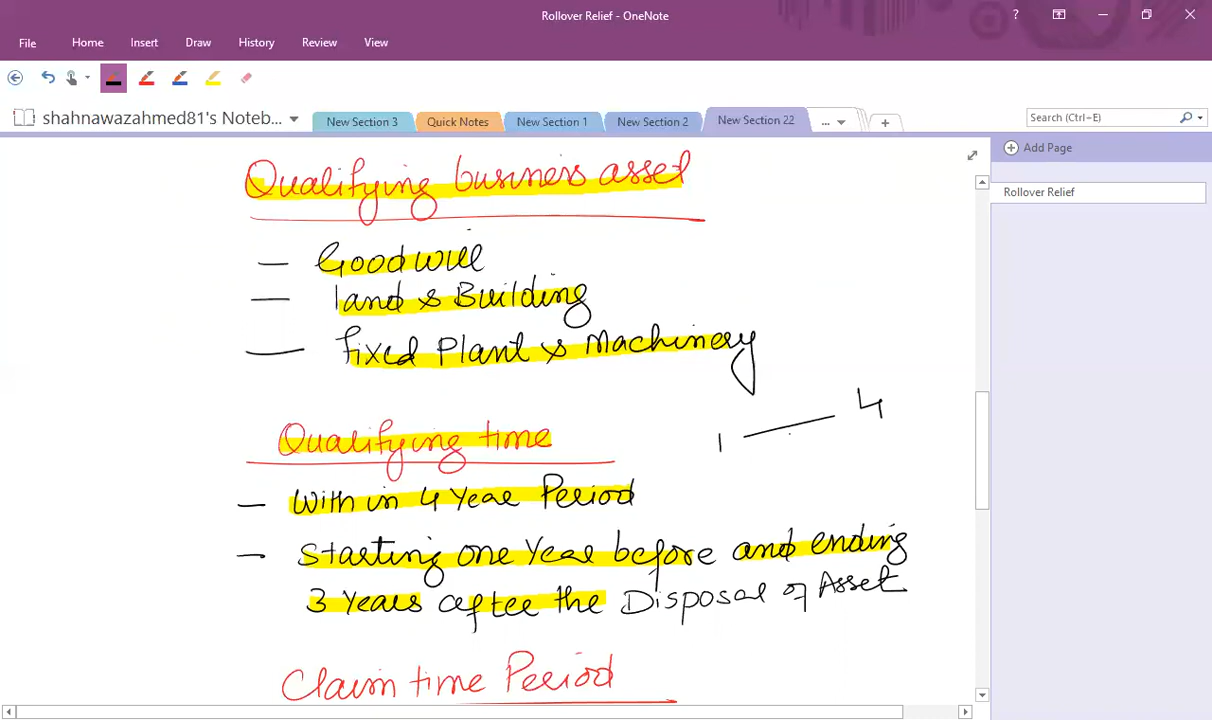 Rollover Relief - OneNote
?
File Home Insert Draw History Review View
shahnawazahmed81's Noteb...
New Section 3 Quick Notes New Section 1 New Section 2 New Section 22 ...
Search (Ctrl+E)
Add Page
Rollover Relief
Qualifying business asset
— Goodwill
— land & Building
— fixed Plant & Machinery
1 — 4
Qualifying time
— With in 4 Year Period
— Starting one Year before and ending
3 Years after the Disposal of Asset
Claim time Period